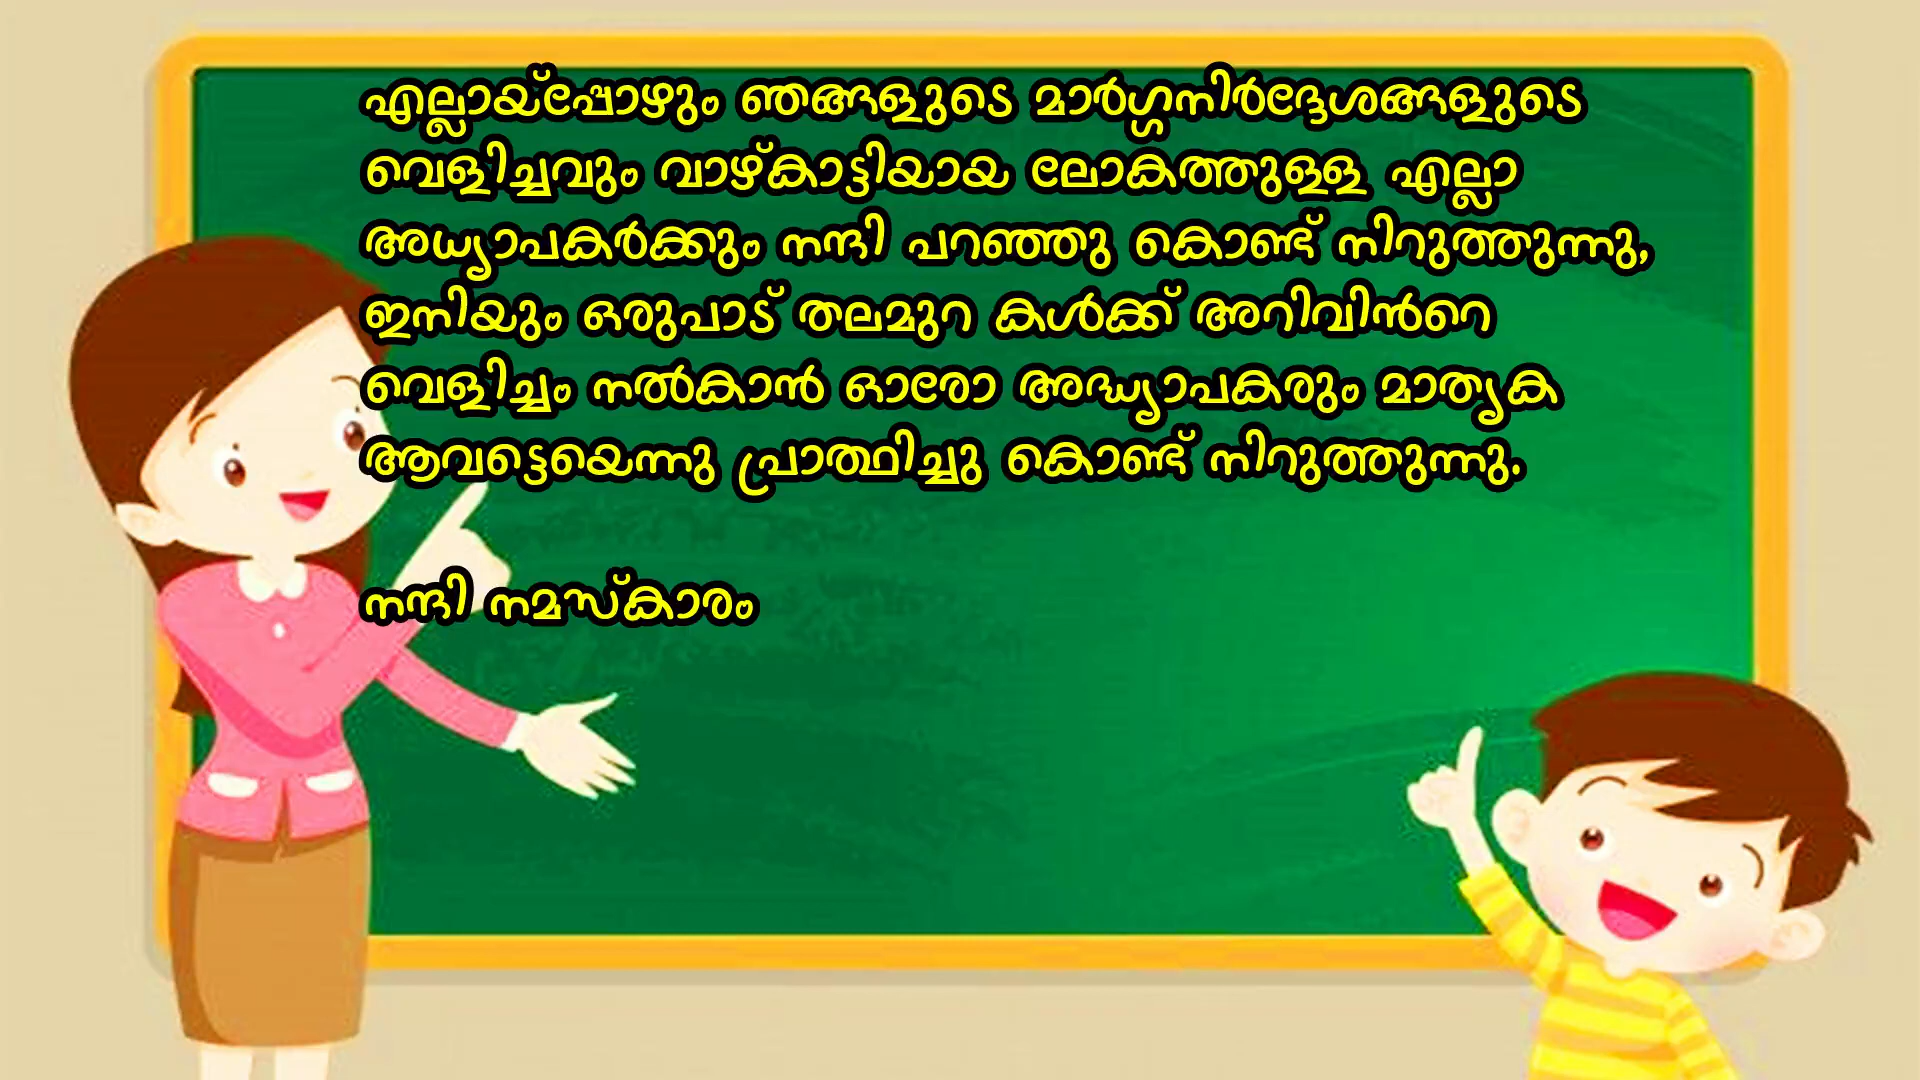 എല്ലായ്പ്പോഴും ഞങ്ങളുടെ മാർഗ്ഗനിർദ്ദേശങ്ങളുടെ
വെളിച്ചവും വാഴ്കാട്ടിയായ ലോകത്തുള്ള എല്ലാ
അധ്യാപകർക്കും നന്ദി പറഞ്ഞു കൊണ്ട് നിറുത്തുന്നു,
ഇനിയും ഒരുപാട് തലമുറ കൾക്ക് അറിവിൻറെ
വെളിച്ചം നൽകാൻ ഓരോ അദ്ധ്യാപകരും മാതൃക
ആവട്ടെയെന്നു പ്രാത്ഥിച്ചു കൊണ്ട് നിറുത്തുന്നു.
നന്ദി നമസ്കാരം